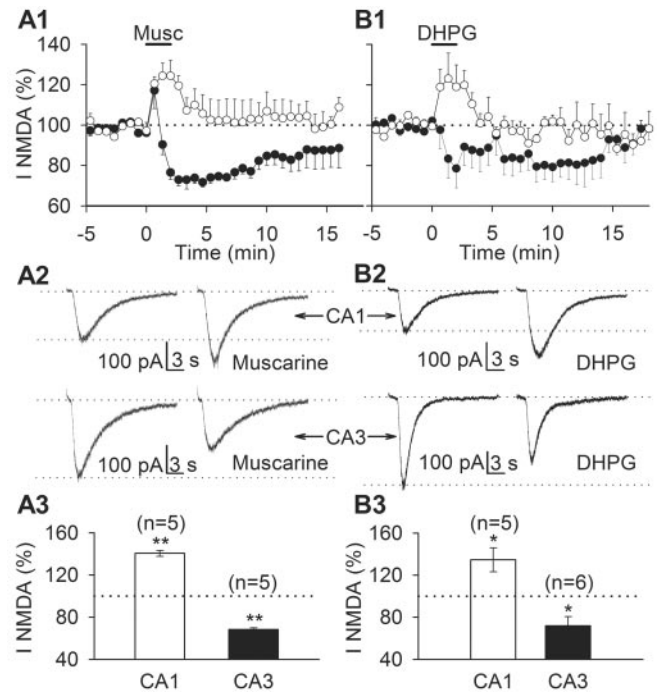 A1
Musc
140
120
100
80
60
I NMDA (%)
-5 0 5 10 15
Time (min)
B1
DHPG
-5 0 5 10 15
Time (min)
A2
B2
CA1
100 pA 3 s
Muscarine
100 pA 3 s
DHPG
CA3
100 pA 3 s
Muscarine
100 pA 3 s
DHPG
A3
160
120
80
40
I NMDA (%)
(n=5)
**
(n=5)
**
CA1 CA3
B3
160
120
80
40
I NMDA (%)
(n=5)
*
(n=6)
*
CA1 CA3